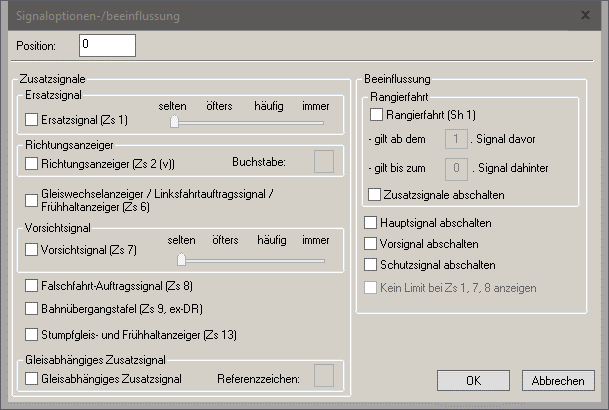 Signaloptionen-/beeinflussung
Position: 0
Zusatzsignale
Ersatzsignal
selten öfters häufig immer
Ersatzsignal (Zs 1)
Richtungsanzeiger
Richtungsanzeiger (Zs 2 (v)) Buchstabe:
Gleiswechselanzeiger / Linksfahrtauftragssignal /
Frühhaltanzeiger (Zs 6)
Vorsichtsignal
selten öfters häufig immer
Vorsichtsignal (Zs 7)
Falschfahrt-Auftragssignal (Zs 8)
Bahnübergangstafel (Zs 9, ex-DR)
Stumpfgleis- und Frühhaltanzeiger (Zs 13)
Gleisabhängiges Zusatzsignal
Gleisabhängiges Zusatzsignal Referenzzeichen:
Beeinflussung
Rangierfahrt
Rangierfahrt (Sh 1)
- gilt ab dem 1 . Signal davor
- gilt bis zum 0 . Signal dahinter
Zusatzsignale abschalten
Hauptsignal abschalten
Vorsignal abschalten
Schutzsignal abschalten
Kein Limit bei Zs 1, 7, 8 anzeigen
OK Abbrechen